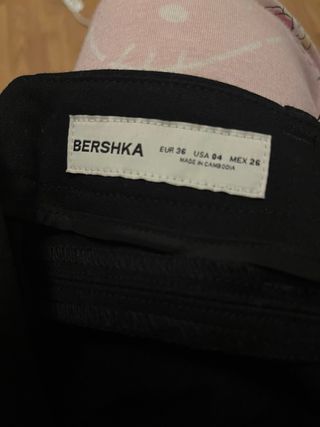 BERSHKA EUR 36 USA 04 MEX 26
MADE IN CAMBODIA